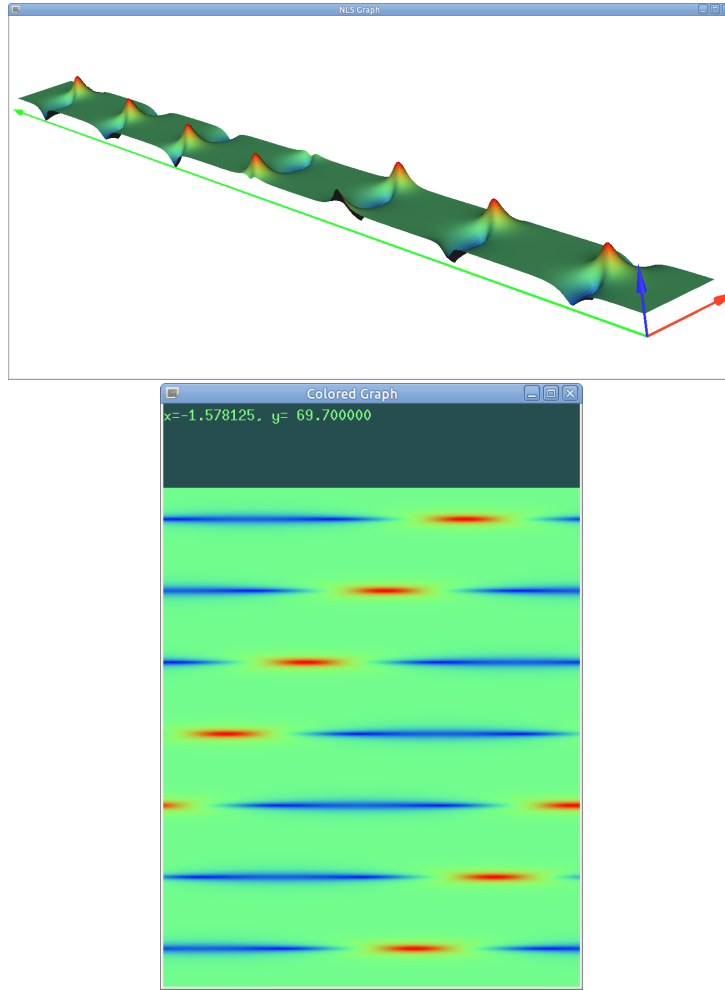 NLS Graph
Colored Graph
x=-1.578125, y= 69.700000